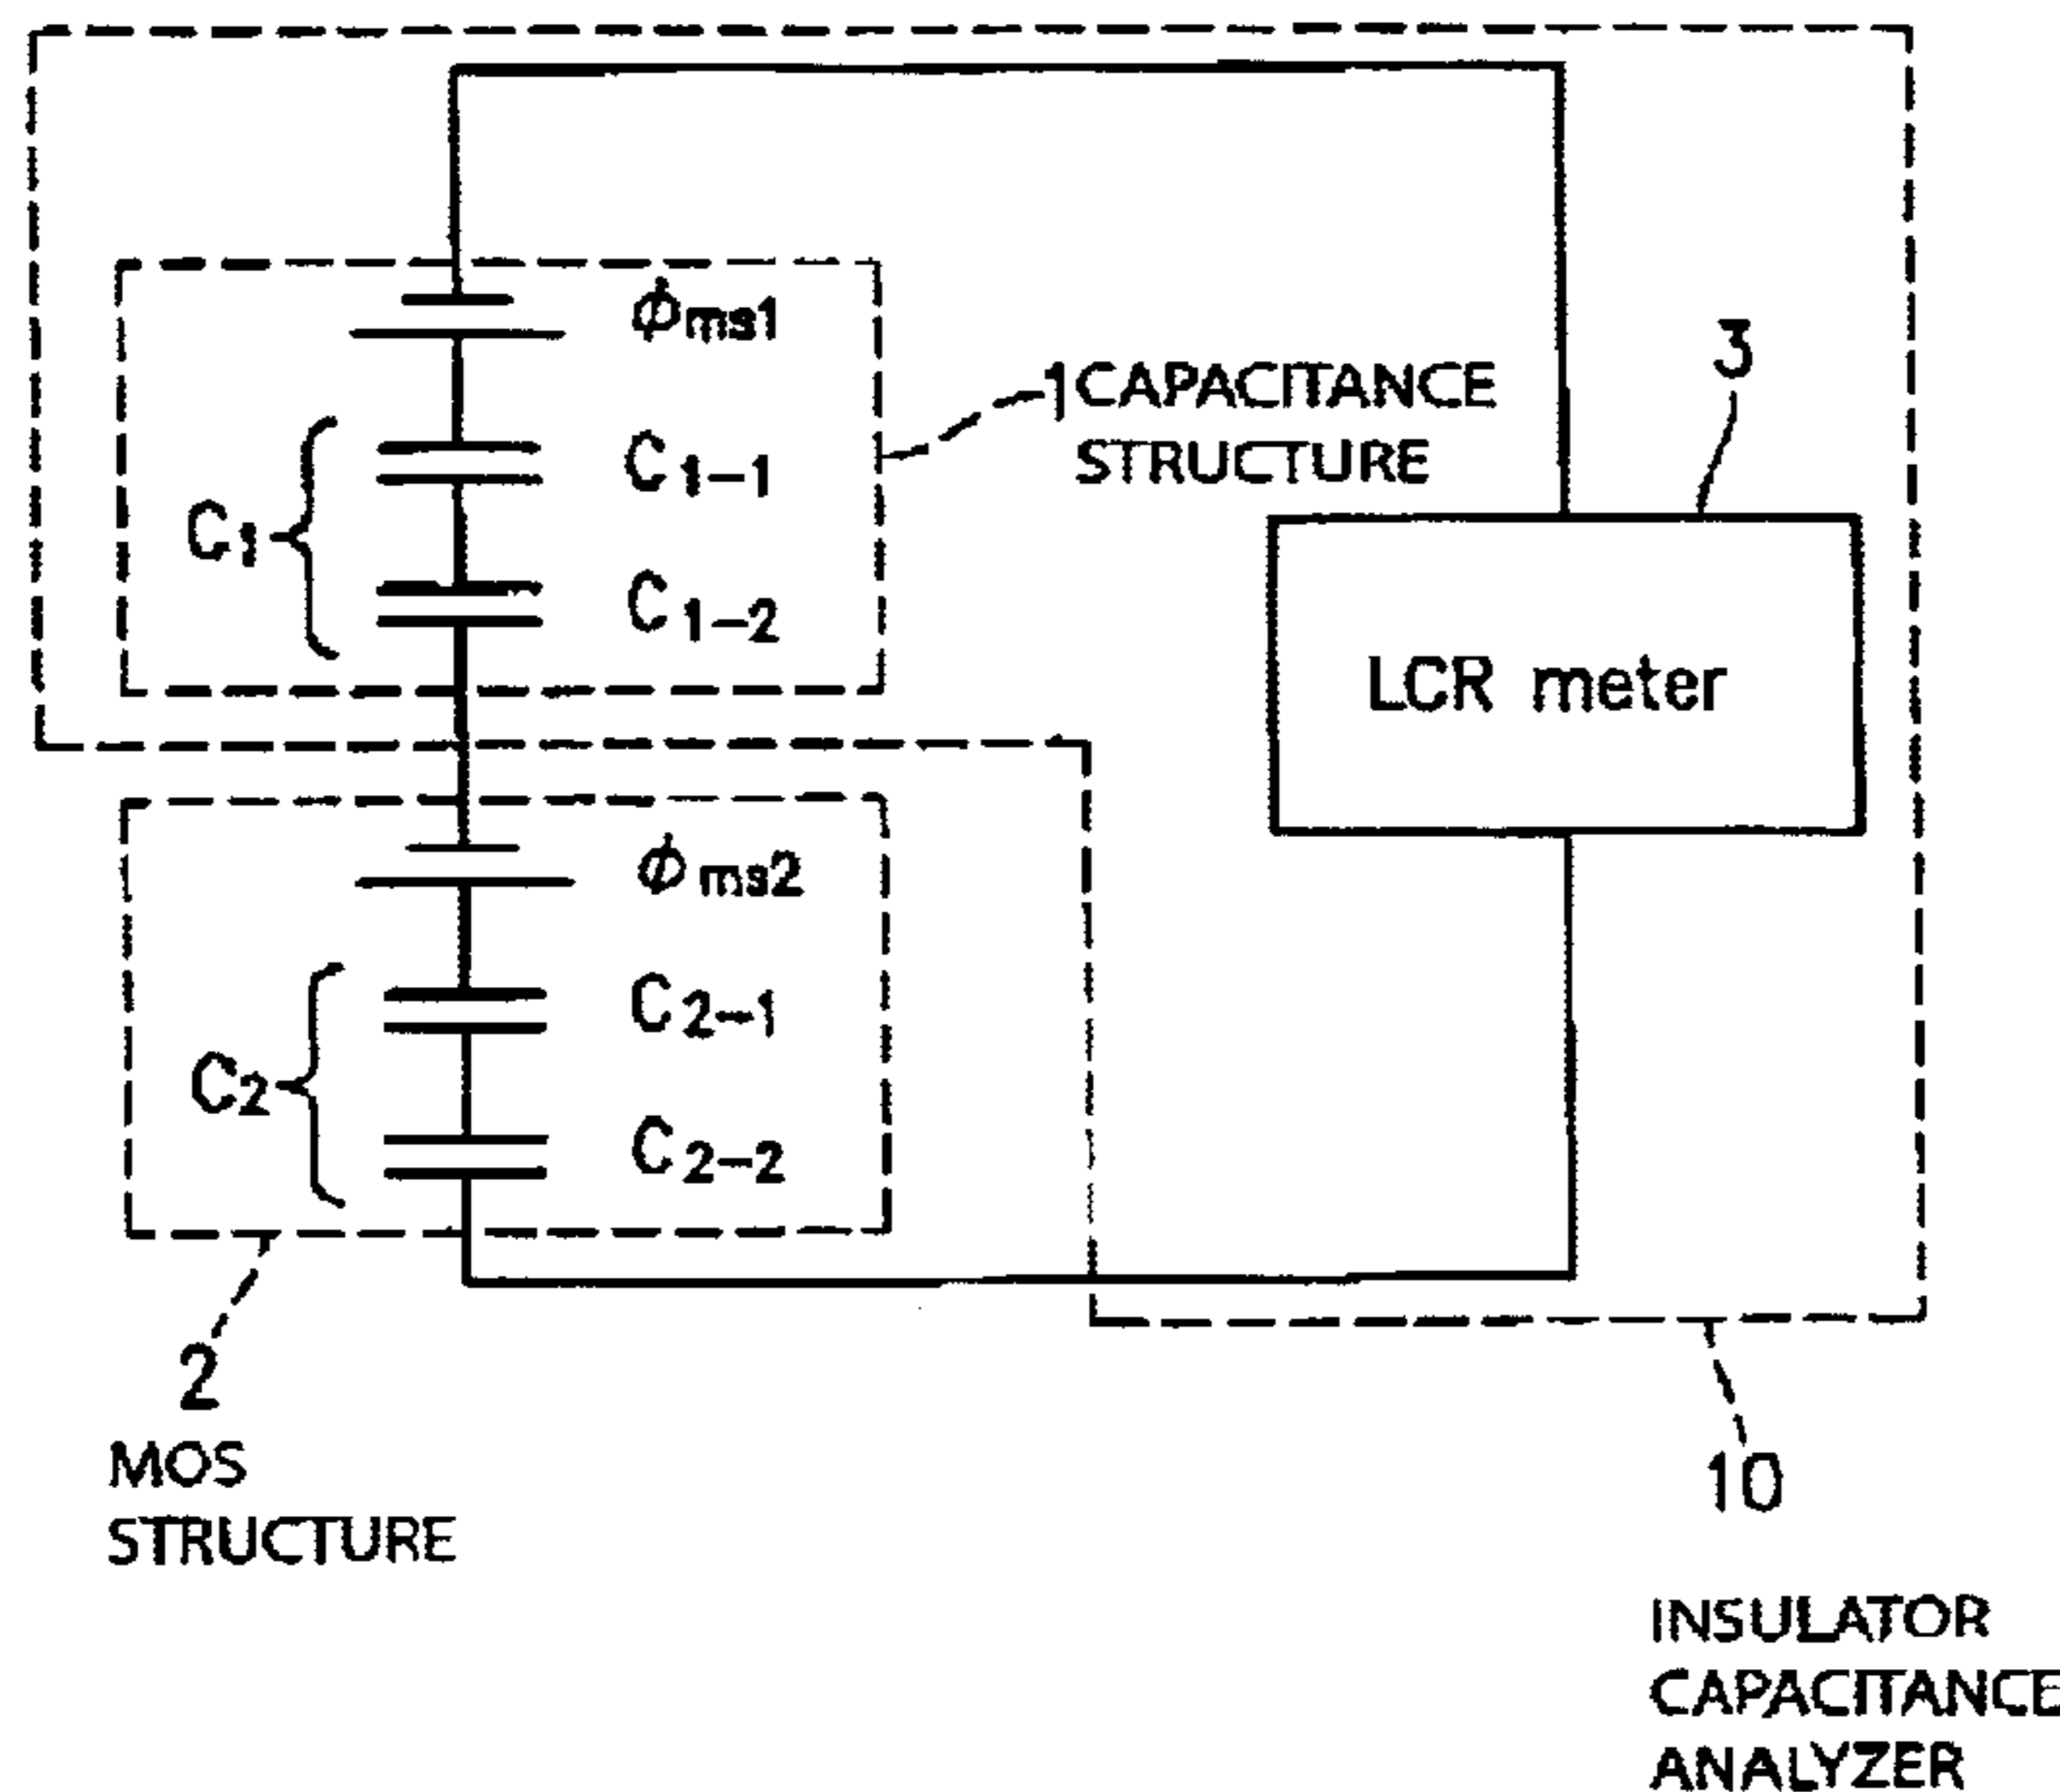 ϕms1
1 CAPACITANCE
STRUCTURE
3
C1-1
C1
C1-2
LCR meter
ϕms2
C2-1
C2
C2-2
2
MOS
STRUCTURE
10
INSULATOR
CAPACITANCE
ANALYZER